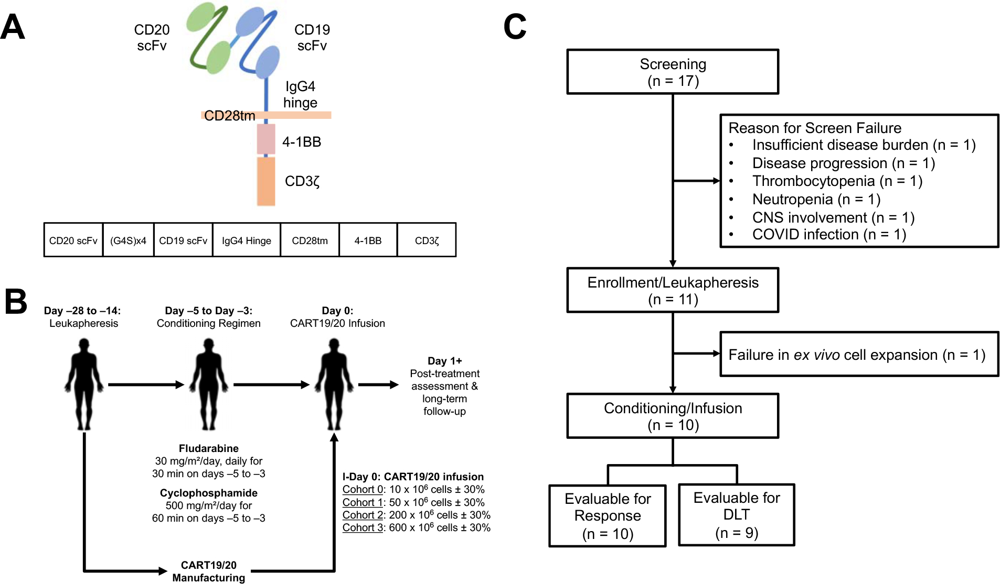 A
CD20
scFv
CD19
scFv
IgG4
hinge
CD28tm
4-1BB
CD3ζ
CD20 scFv (G4S)x4 CD19 scFv IgG4 Hinge CD28tm 4-1BB CD3ζ
B
Day –28 to –14:
Leukapheresis
Day –5 to Day –3:
Conditioning Regimen
Day 0:
CART19/20 Infusion
Day 1+
Post-treatment
assessment &
long-term
follow-up
Fludarabine
30 mg/m²/day, daily for
30 min on days –5 to –3
Cyclophosphamide
500 mg/m²/day for
60 min on days –5 to –3
I-Day 0: CART19/20 infusion
Cohort 0: 10 x 10⁶ cells ± 30%
Cohort 1: 50 x 10⁶ cells ± 30%
Cohort 2: 200 x 10⁶ cells ± 30%
Cohort 3: 600 x 10⁶ cells ± 30%
CART19/20
Manufacturing
C
Screening
(n = 17)
Reason for Screen Failure
• Insufficient disease burden (n = 1)
• Disease progression (n = 1)
• Thrombocytopenia (n = 1)
• Neutropenia (n = 1)
• CNS involvement (n = 1)
• COVID infection (n = 1)
Enrollment/Leukapheresis
(n = 11)
Failure in ex vivo cell expansion (n = 1)
Conditioning/Infusion
(n = 10)
Evaluable for
Response
(n = 10)
Evaluable for
DLT
(n = 9)